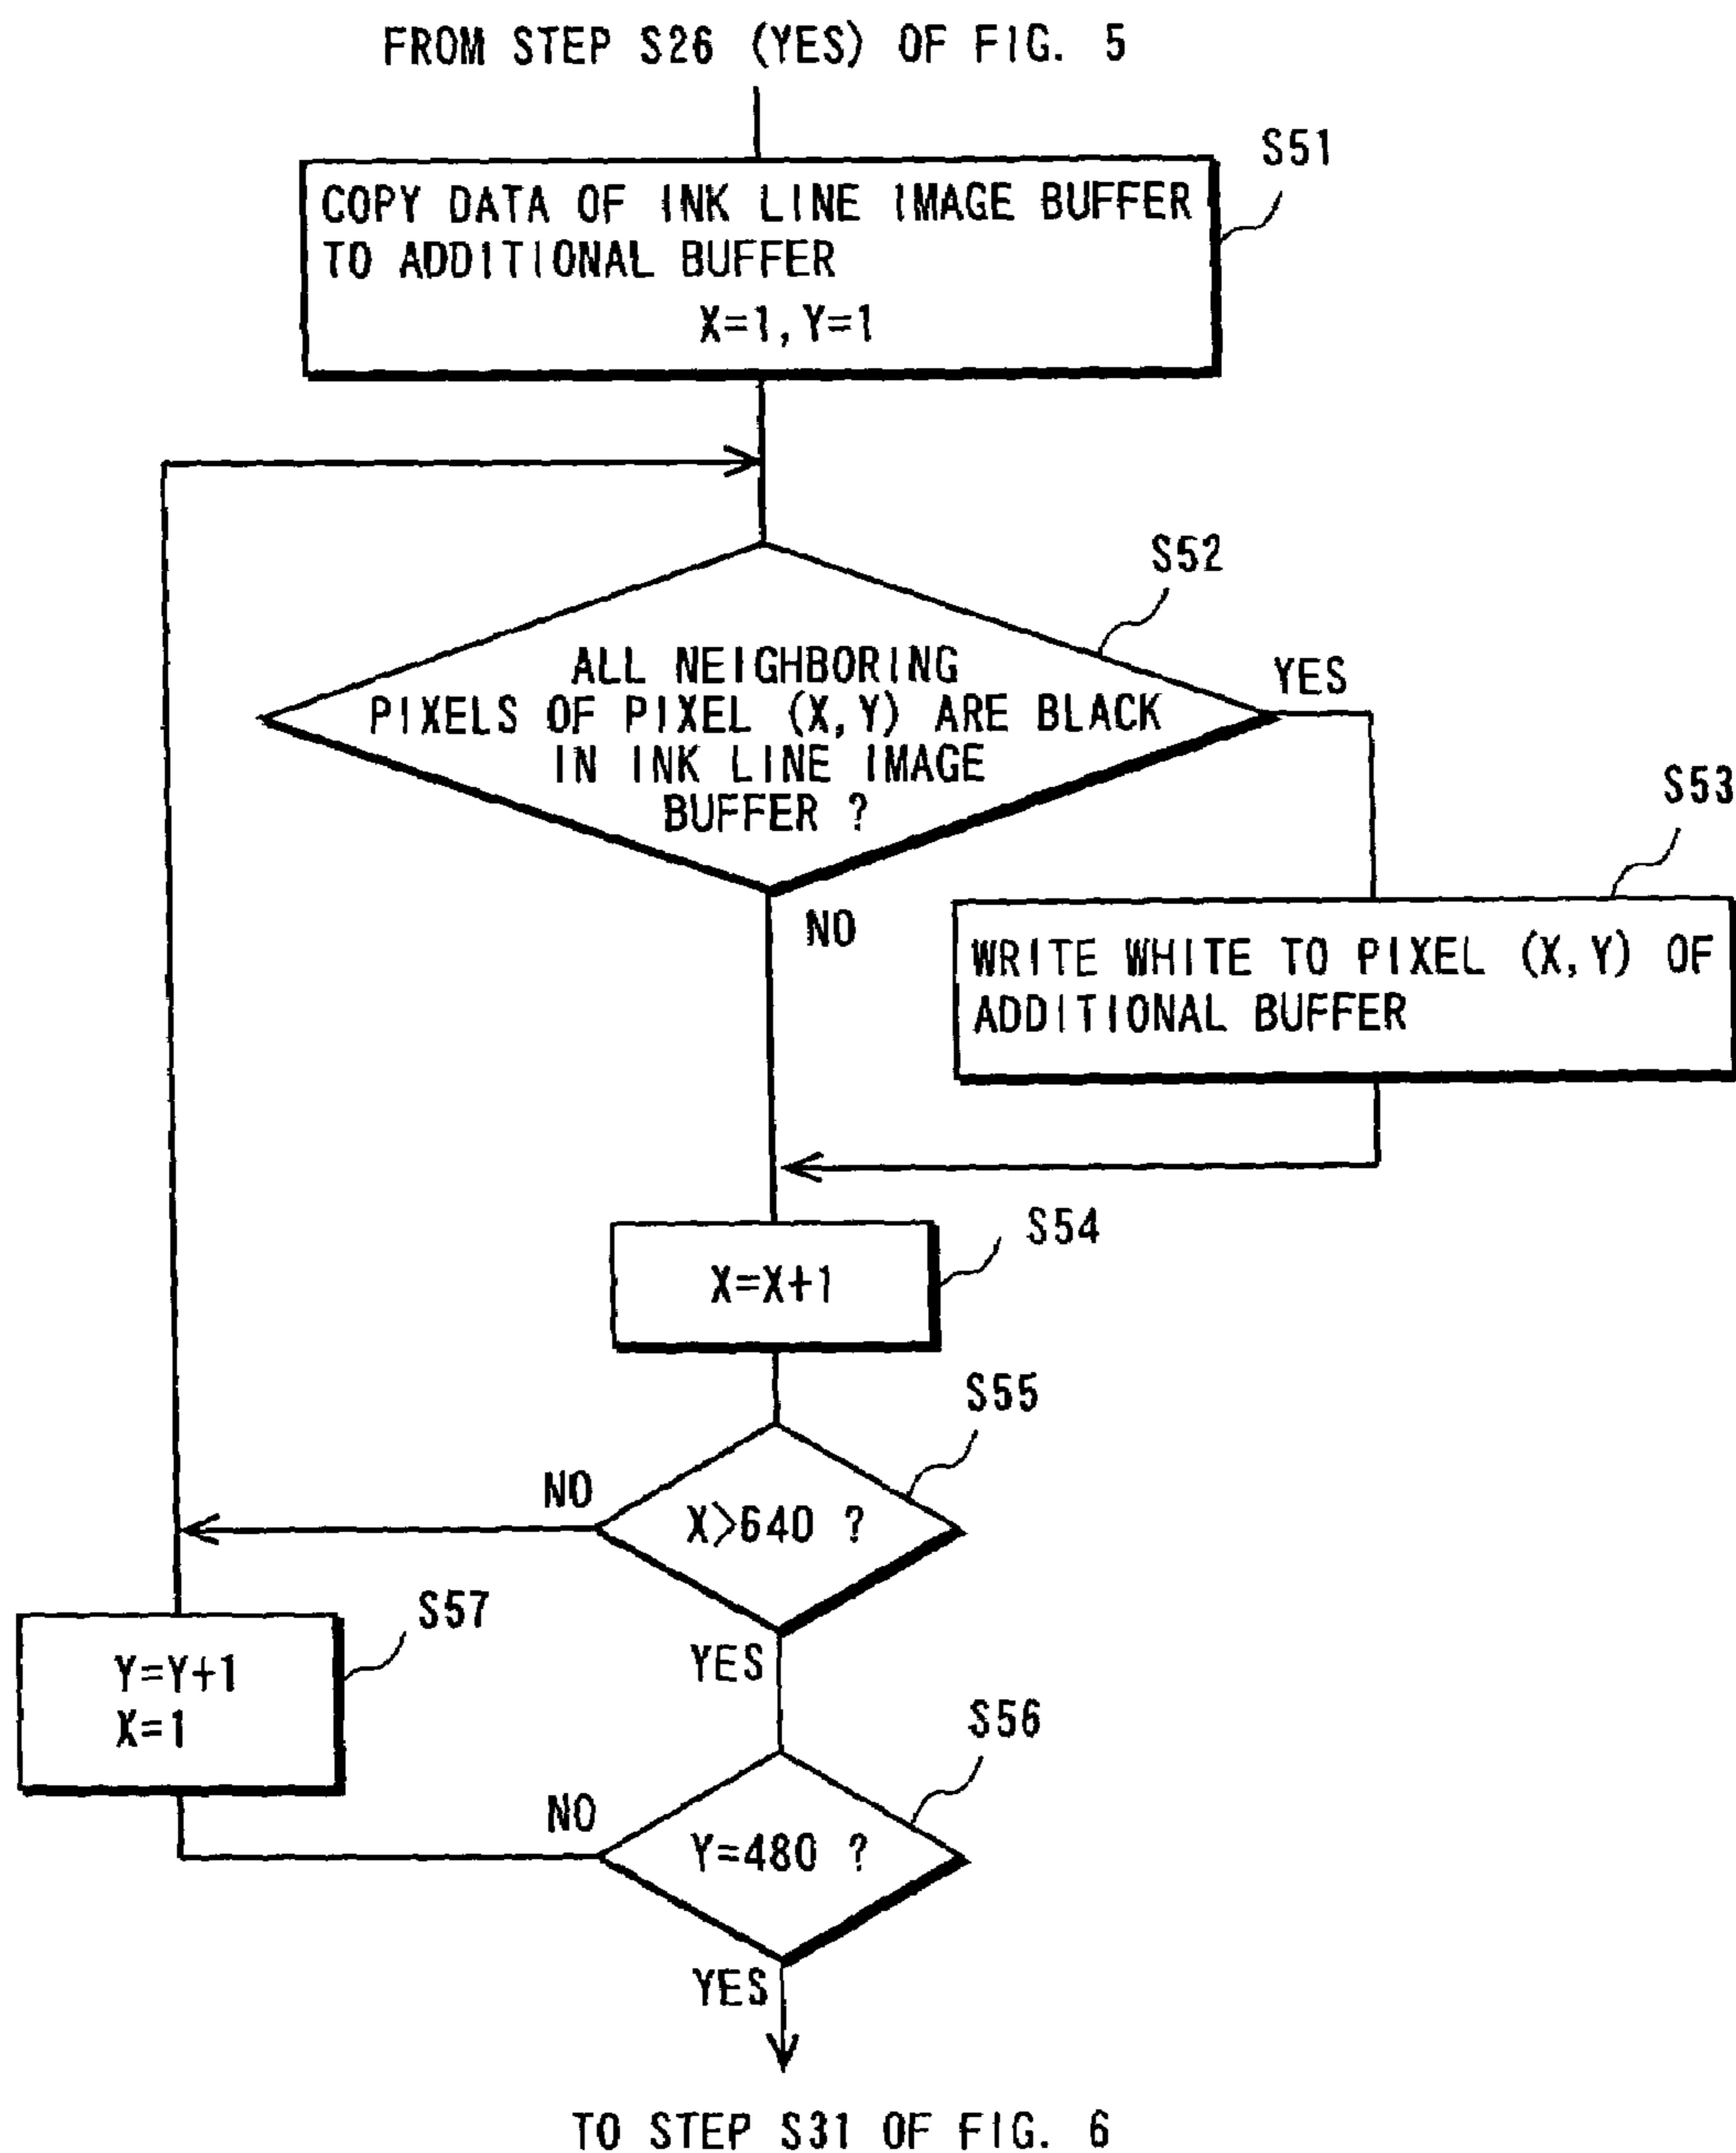 FROM STEP S26 (YES) OF FIG. 5
S51
COPY DATA OF INK LINE IMAGE BUFFER
TO ADDITIONAL BUFFER
X=1,Y=1
S52
ALL NEIGHBORING
PIXELS OF PIXEL (X,Y) ARE BLACK
IN INK LINE IMAGE
BUFFER ?
YES
S53
NO
WRITE WHITE TO PIXEL (X,Y) OF
ADDITIONAL BUFFER
S54
X=X+1
S55
NO
X>640 ?
S57
YES
Y=Y+1
X=1
S56
NO
Y=480 ?
YES
TO STEP S31 OF FIG. 6